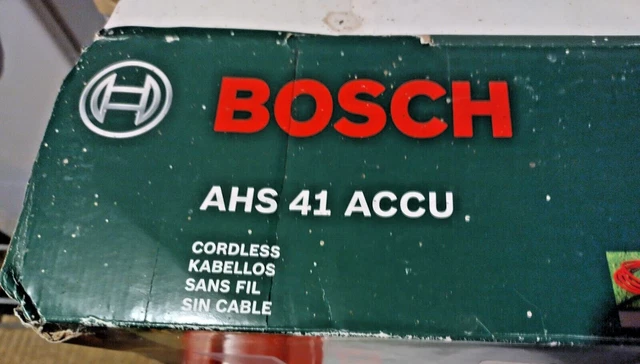 BOSCH
AHS 41 ACCU
CORDLESS
KABELLOS
SANS FIL
SIN CABLE